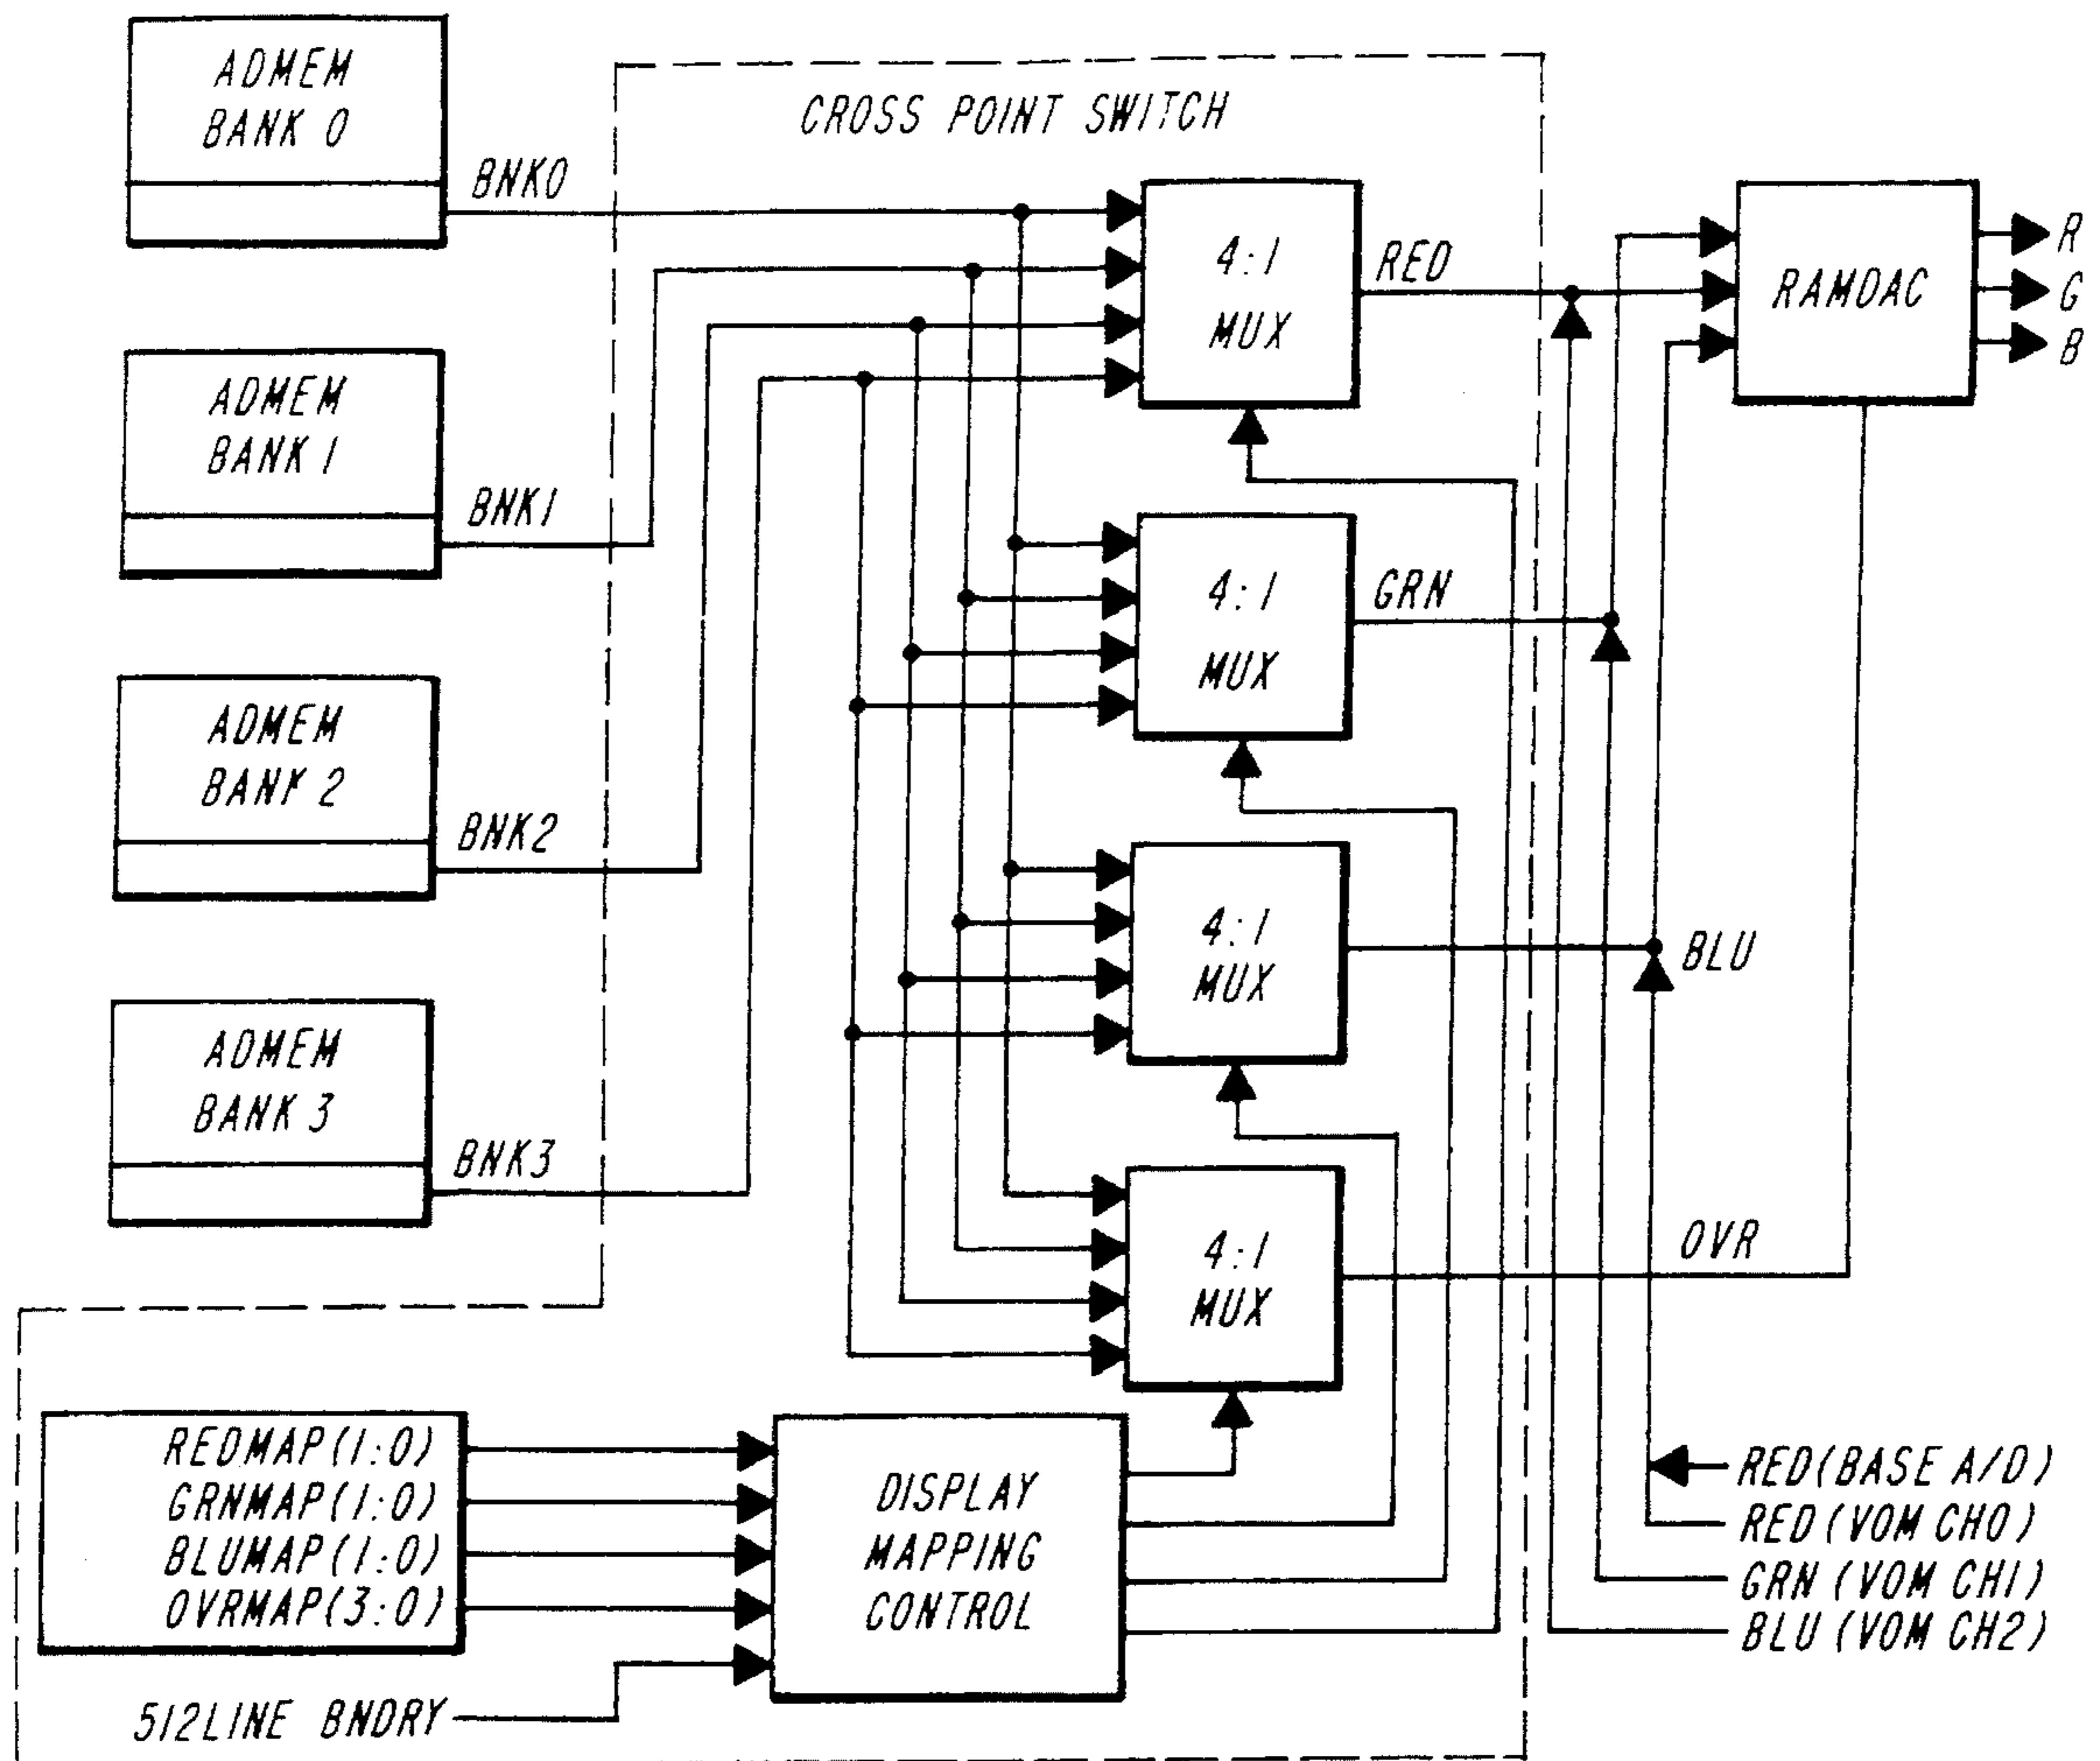 ADMEM
BANK 0
CROSS POINT SWITCH
BNK0
4:1
MUX
RED
RAMDAC
R
G
B
ADMEM
BANK 1
BNK1
4:1
MUX
GRN
ADMEM
BANK 2
BNK2
4:1
MUX
BLU
ADMEM
BANK 3
BNK3
4:1
MUX
OVR
REDMAP(1:0)
GRNMAP(1:0)
BLUMAP(1:0)
OVRMAP(3:0)
DISPLAY
MAPPING
CONTROL
RED(BASE A/D)
RED (VOM CH0)
GRN (VOM CH1)
BLU (VOM CH2)
512LINE BNDRY